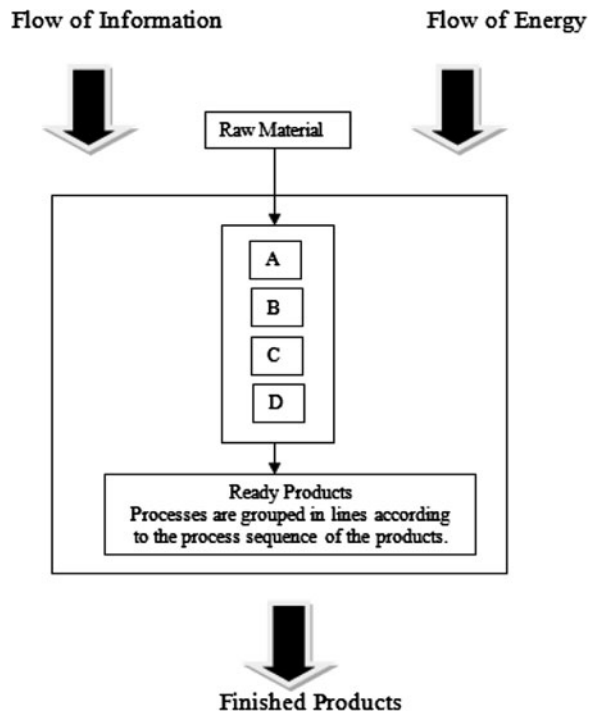 Flow of Information
Flow of Energy
Raw Material
A
B
C
D
Ready Products
Processes are grouped in lines according
to the process sequence of the products.
Finished Products